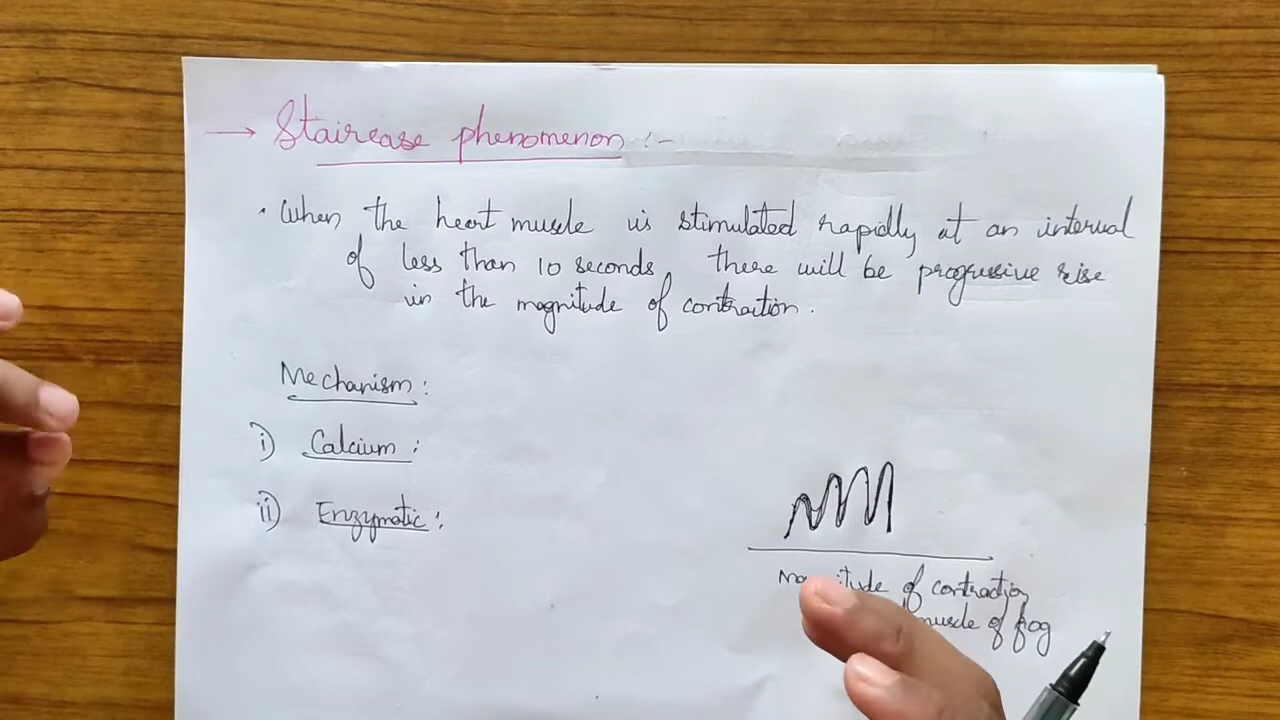 → Staircase phenomenon :-
· When the heart muscle is stimulated rapidly at an interval
of less than 10 seconds, there will be progressive rise
in the magnitude of contraction.
Mechanism :
i) Calcium :
ii) Enzymatic :
of contraction
muscle of frog